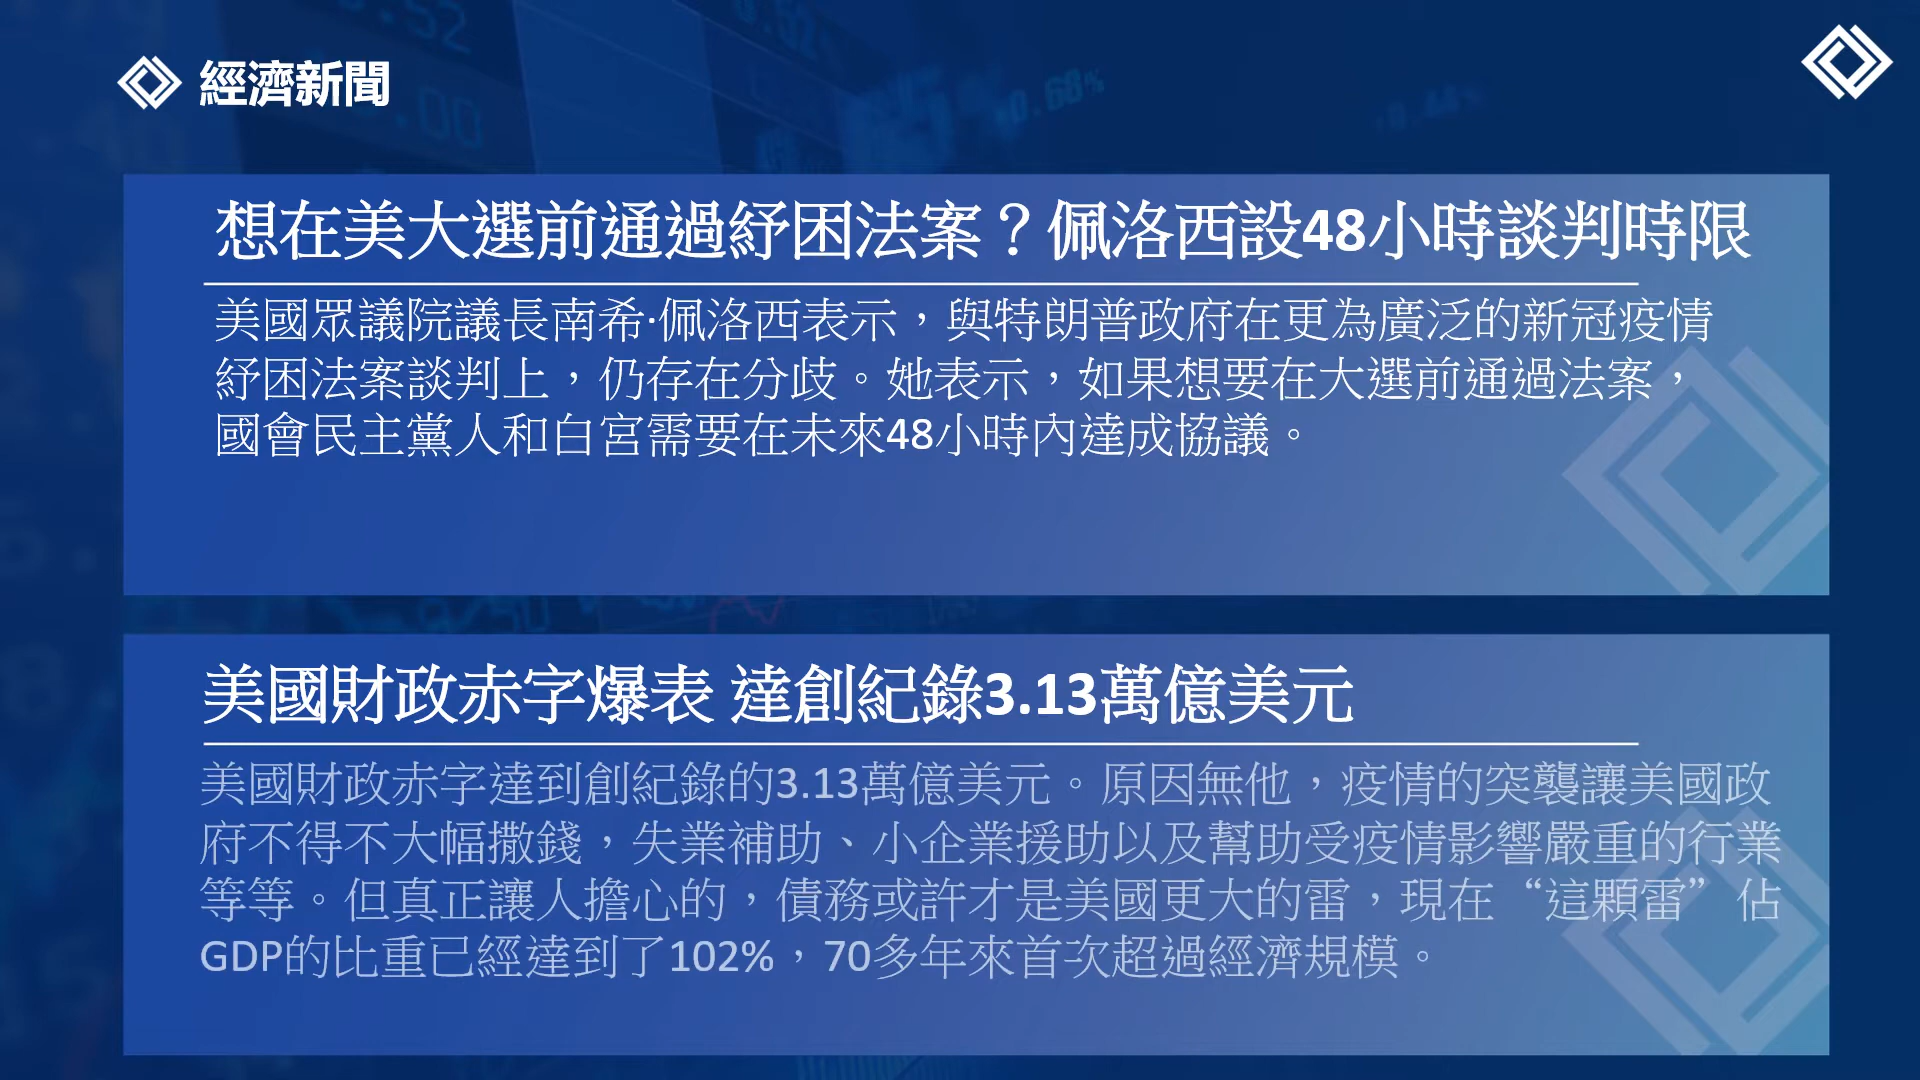 經濟新聞
想在美大選前通過紓困法案？佩洛西設48小時談判時限
美國眾議院議長南希·佩洛西表示，與特朗普政府在更為廣泛的新冠疫情
紓困法案談判上，仍存在分歧。她表示，如果想要在大選前通過法案，
國會民主黨人和白宮需要在未來48小時內達成協議。
美國財政赤字爆表 達創紀錄3.13萬億美元
美國財政赤字達到創紀錄的3.13萬億美元。原因無他，疫情的突襲讓美國政
府不得不大幅撒錢，失業補助、小企業援助以及幫助受疫情影響嚴重的行業
等等。但真正讓人擔心的，債務或許才是美國更大的雷，現在“這顆雷”佔
GDP的比重已經達到了102%，70多年來首次超過經濟規模。